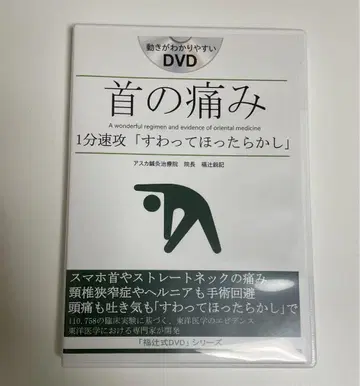 動きがわかりやすい
DVD
首の痛み
A wonderful regimen and evidence of oriental medicine
1分速攻「すわってほったらかし」
アスカ鍼灸治療院 院長 福辻鋭記
スマホ首やストレートネックの痛み
頸椎狭窄症やヘルニアも手術回避
頭痛も吐き気も「すわってほったらかし」で
110,758の臨床実験に基づく、東洋医学のエビデンス
東洋医学における専門家が開発
「福辻式DVD」シリーズ